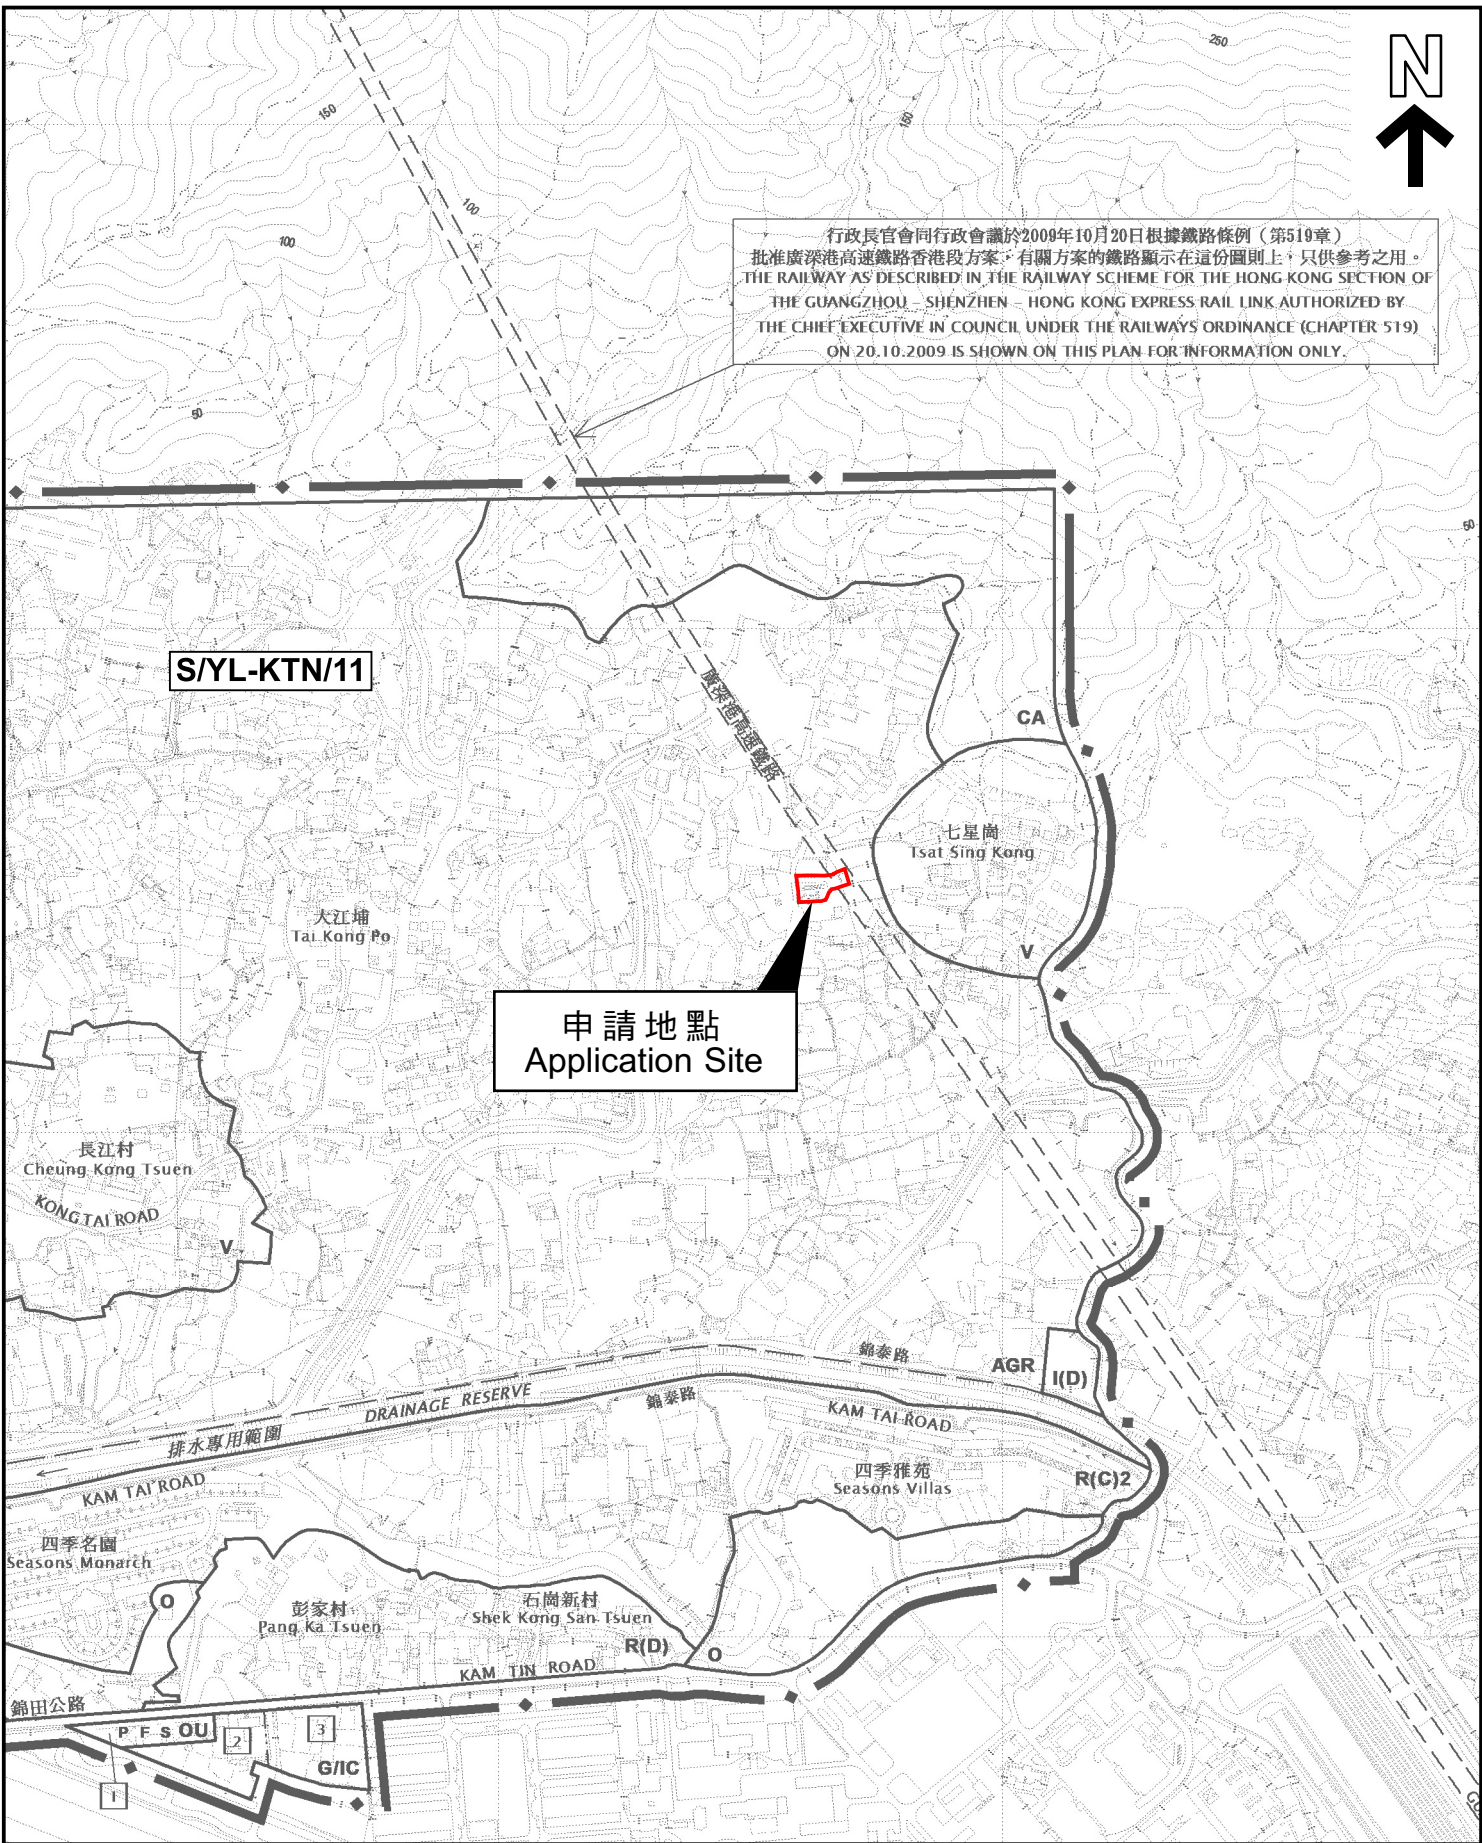 250
N
150
150
100
100
行政長官會同行政會議於2009年10月20日根據鐵路條例（第519章）
批准廣深港高速鐵路香港段方案，有關方案的鐵路顯示在這份圖則上，只供參考之用。
THE RAILWAY AS DESCRIBED IN THE RAILWAY SCHEME FOR THE HONG KONG SECTION OF
THE GUANGZHOU – SHENZHEN – HONG KONG EXPRESS RAIL LINK AUTHORIZED BY
THE CHIEF EXECUTIVE IN COUNCIL UNDER THE RAILWAYS ORDINANCE (CHAPTER 519)
ON 20.10.2009 IS SHOWN ON THIS PLAN FOR INFORMATION ONLY.
50
50
S/YL-KTN/11
廣深港高速鐵路
CA
七星崗
Tsat Sing Kong
大江埔
Tai Kong Po
V
申請地點
Application Site
長江村
Cheung Kong Tsuen
KONG TAI ROAD
V
錦泰路
AGR
I(D)
DRAINAGE RESERVE
錦泰路
KAM TAI ROAD
排水專用範圍
KAM TAI ROAD
四季雅苑
Seasons Villas
R(C)2
四季名園
Seasons Monarch
O
彭家村
Pang Ka Tsuen
石崗新村
Shek Kong San Tsuen
R(D)
O
KAM TIN ROAD
錦田公路
P F S OU
2
3
G/IC
1